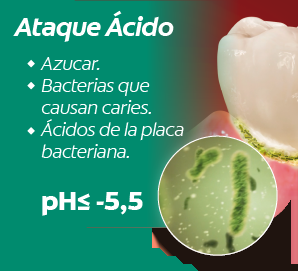 Ataque Ácido
Azucar.
Bacterias que
causan caries.
Ácidos de la placa
bacteriana.
pH≤ -5,5